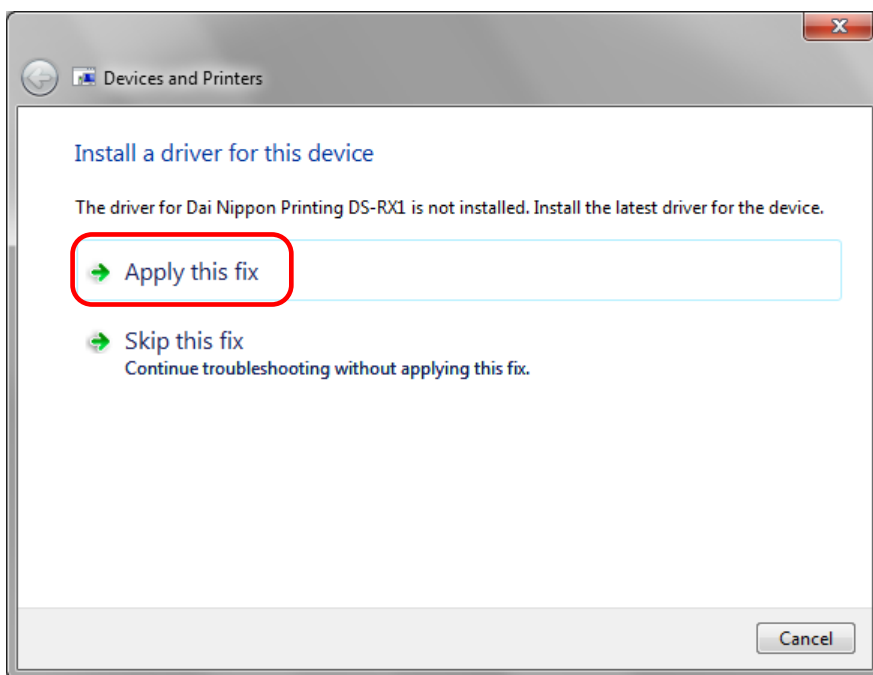 Devices and Printers
Install a driver for this device
The driver for Dai Nippon Printing DS-RX1 is not installed. Install the latest driver for the device.
Apply this fix
Skip this fix
Continue troubleshooting without applying this fix.
Cancel